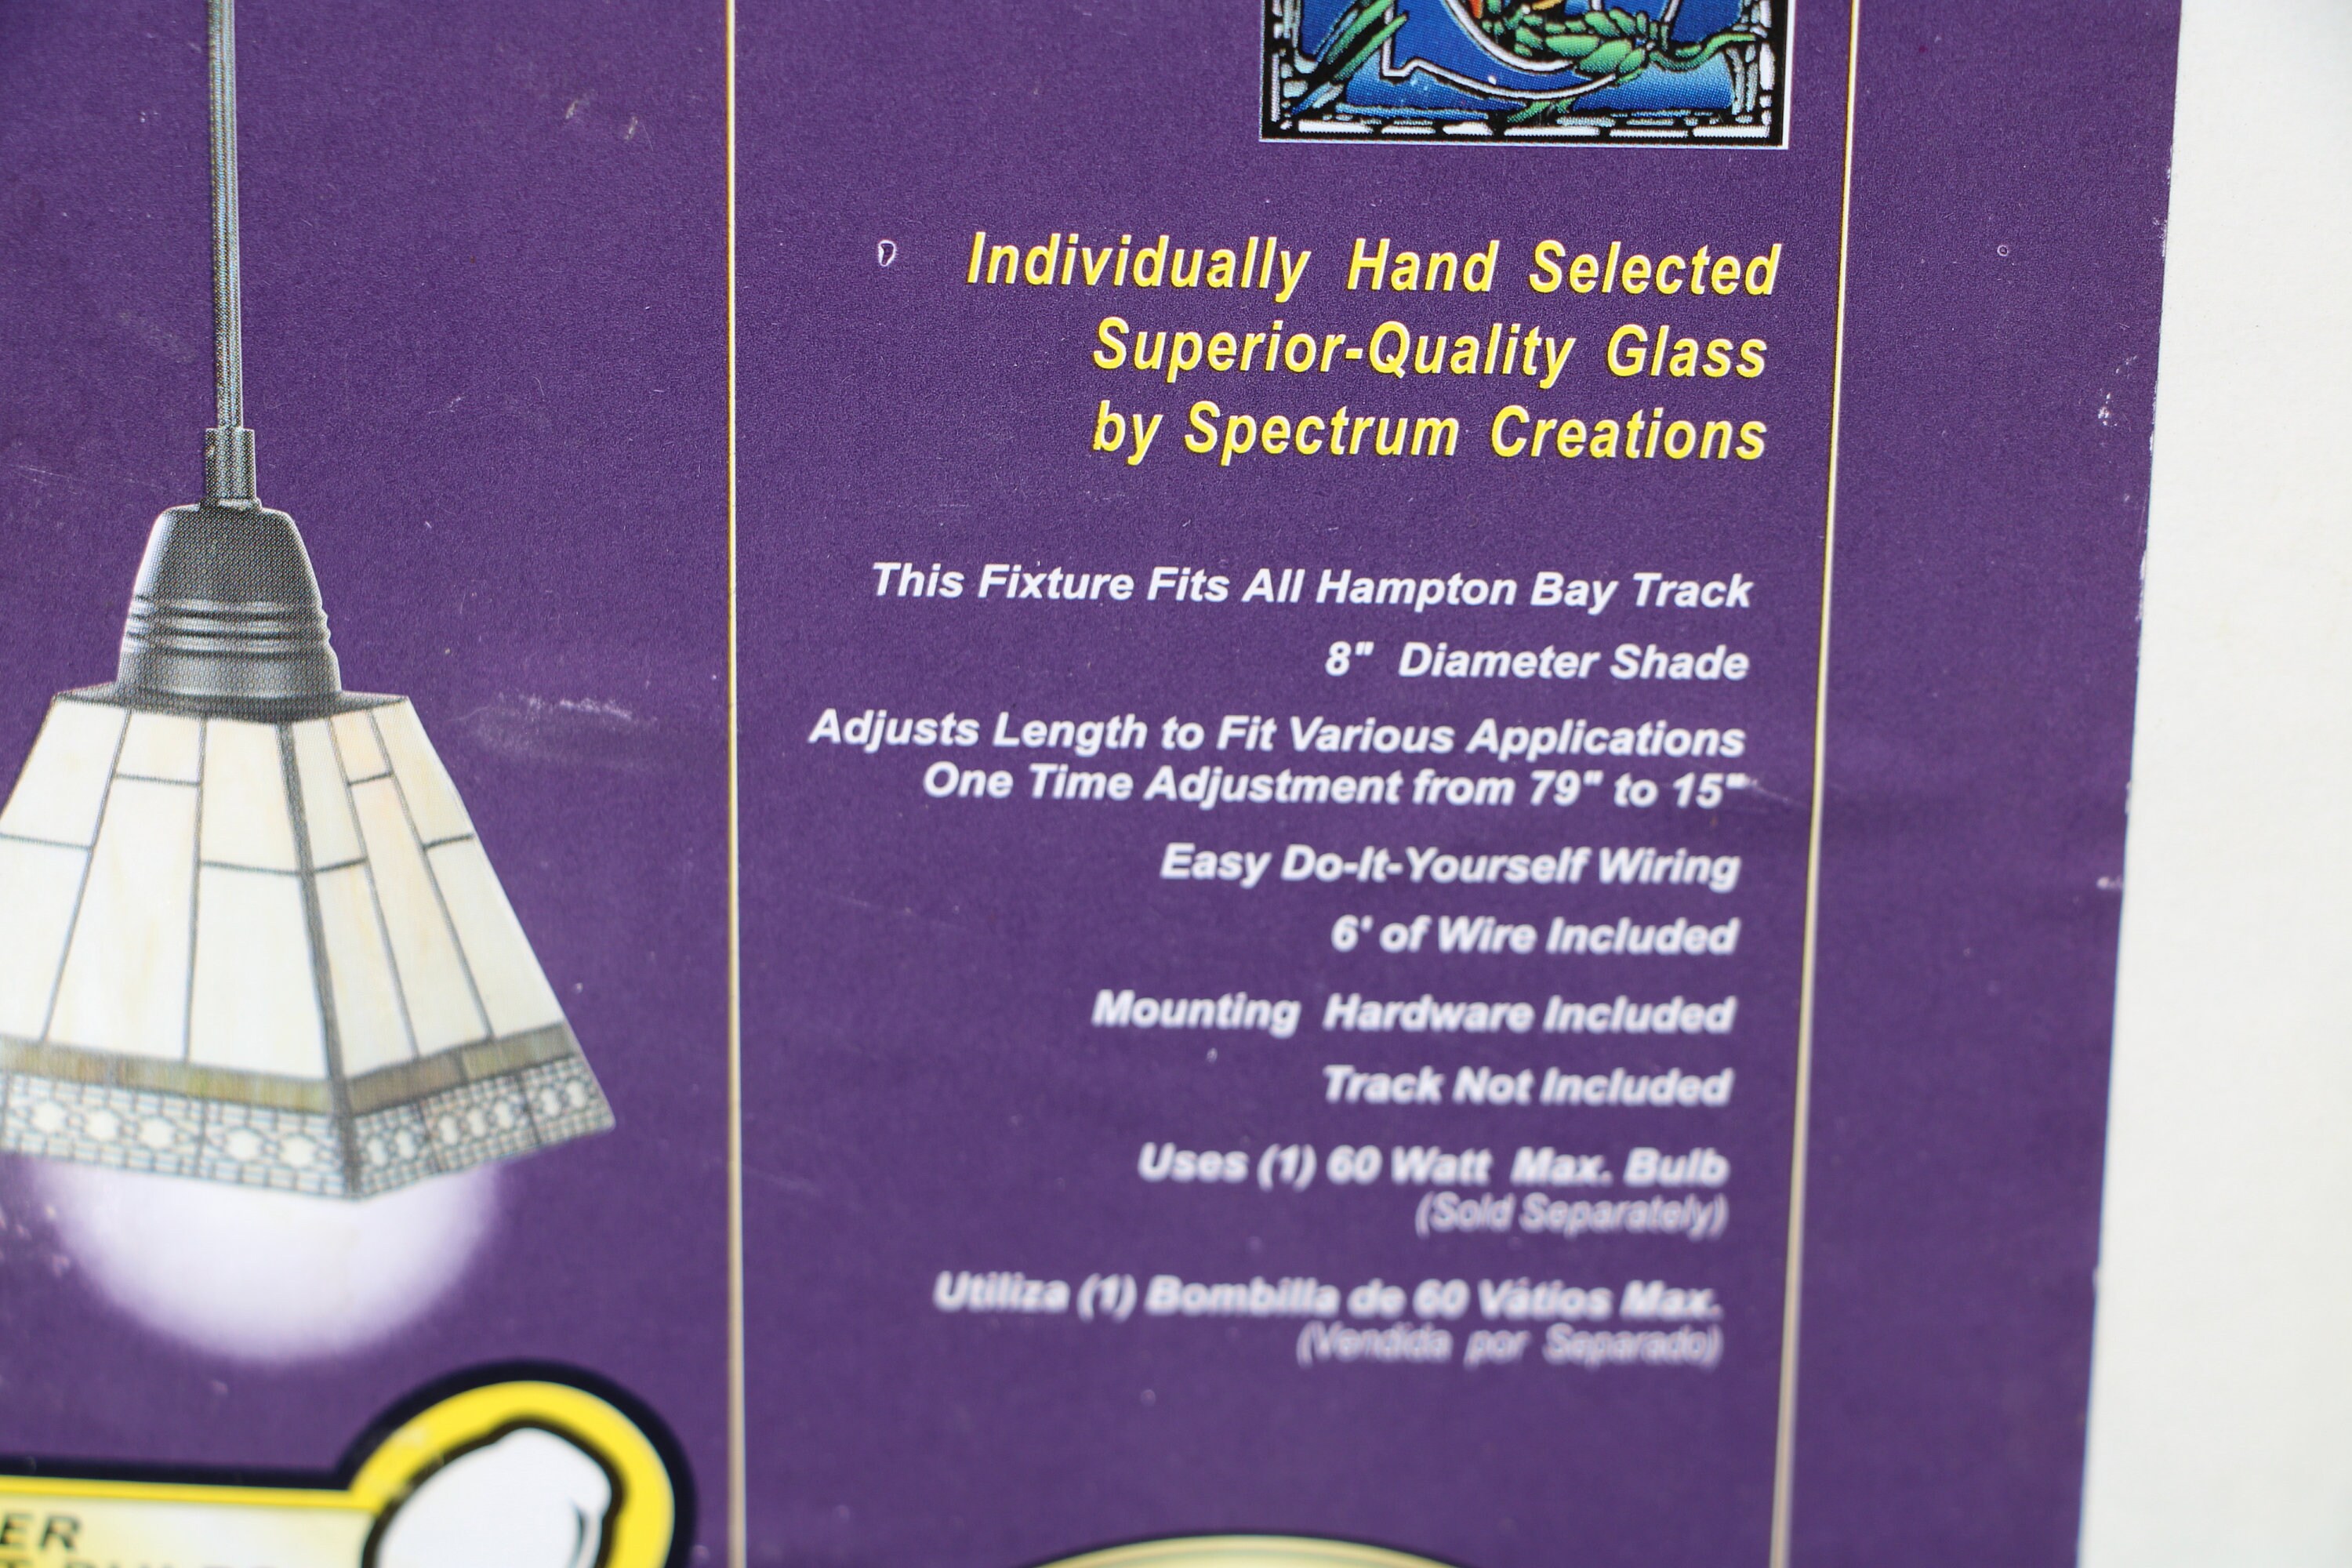 Individually Hand Selected
Superior-Quality Glass
by Spectrum Creations
This Fixture Fits All Hampton Bay Track
8" Diameter Shade
Adjusts Length to Fit Various Applications
One Time Adjustment from 79" to 15"
Easy Do-It-Yourself Wiring
6' of Wire Included
Mounting Hardware Included
Track Not Included
Uses (1) 60 Watt Max. Bulb
(Sold Separately)
Utiliza (1) Bombilla de 60 Vátios Max.
(Vendida por Separado)
ER